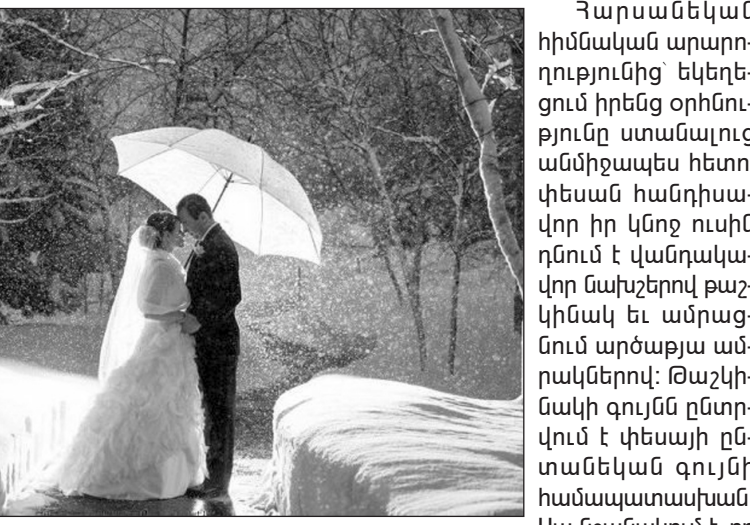 Հարսանեկան
հիմնական արարո-
ղությունից՝ եկեղե-
ցում իրենց օրհնու-
թյունը ստանալուց
անմիջապես հետո
փեսան հանդիսա-
վոր իր կնոջ ուսին
դնում է վանդակա-
վոր նախշերով թաշ-
կինակ եւ ամրաց-
նում արծաթյա ամ-
րակներով: Թաշկի-
նակի գույնն ընտր-
վում է փեսայի ըն-
տանեկան գույնի
համապատասխան: